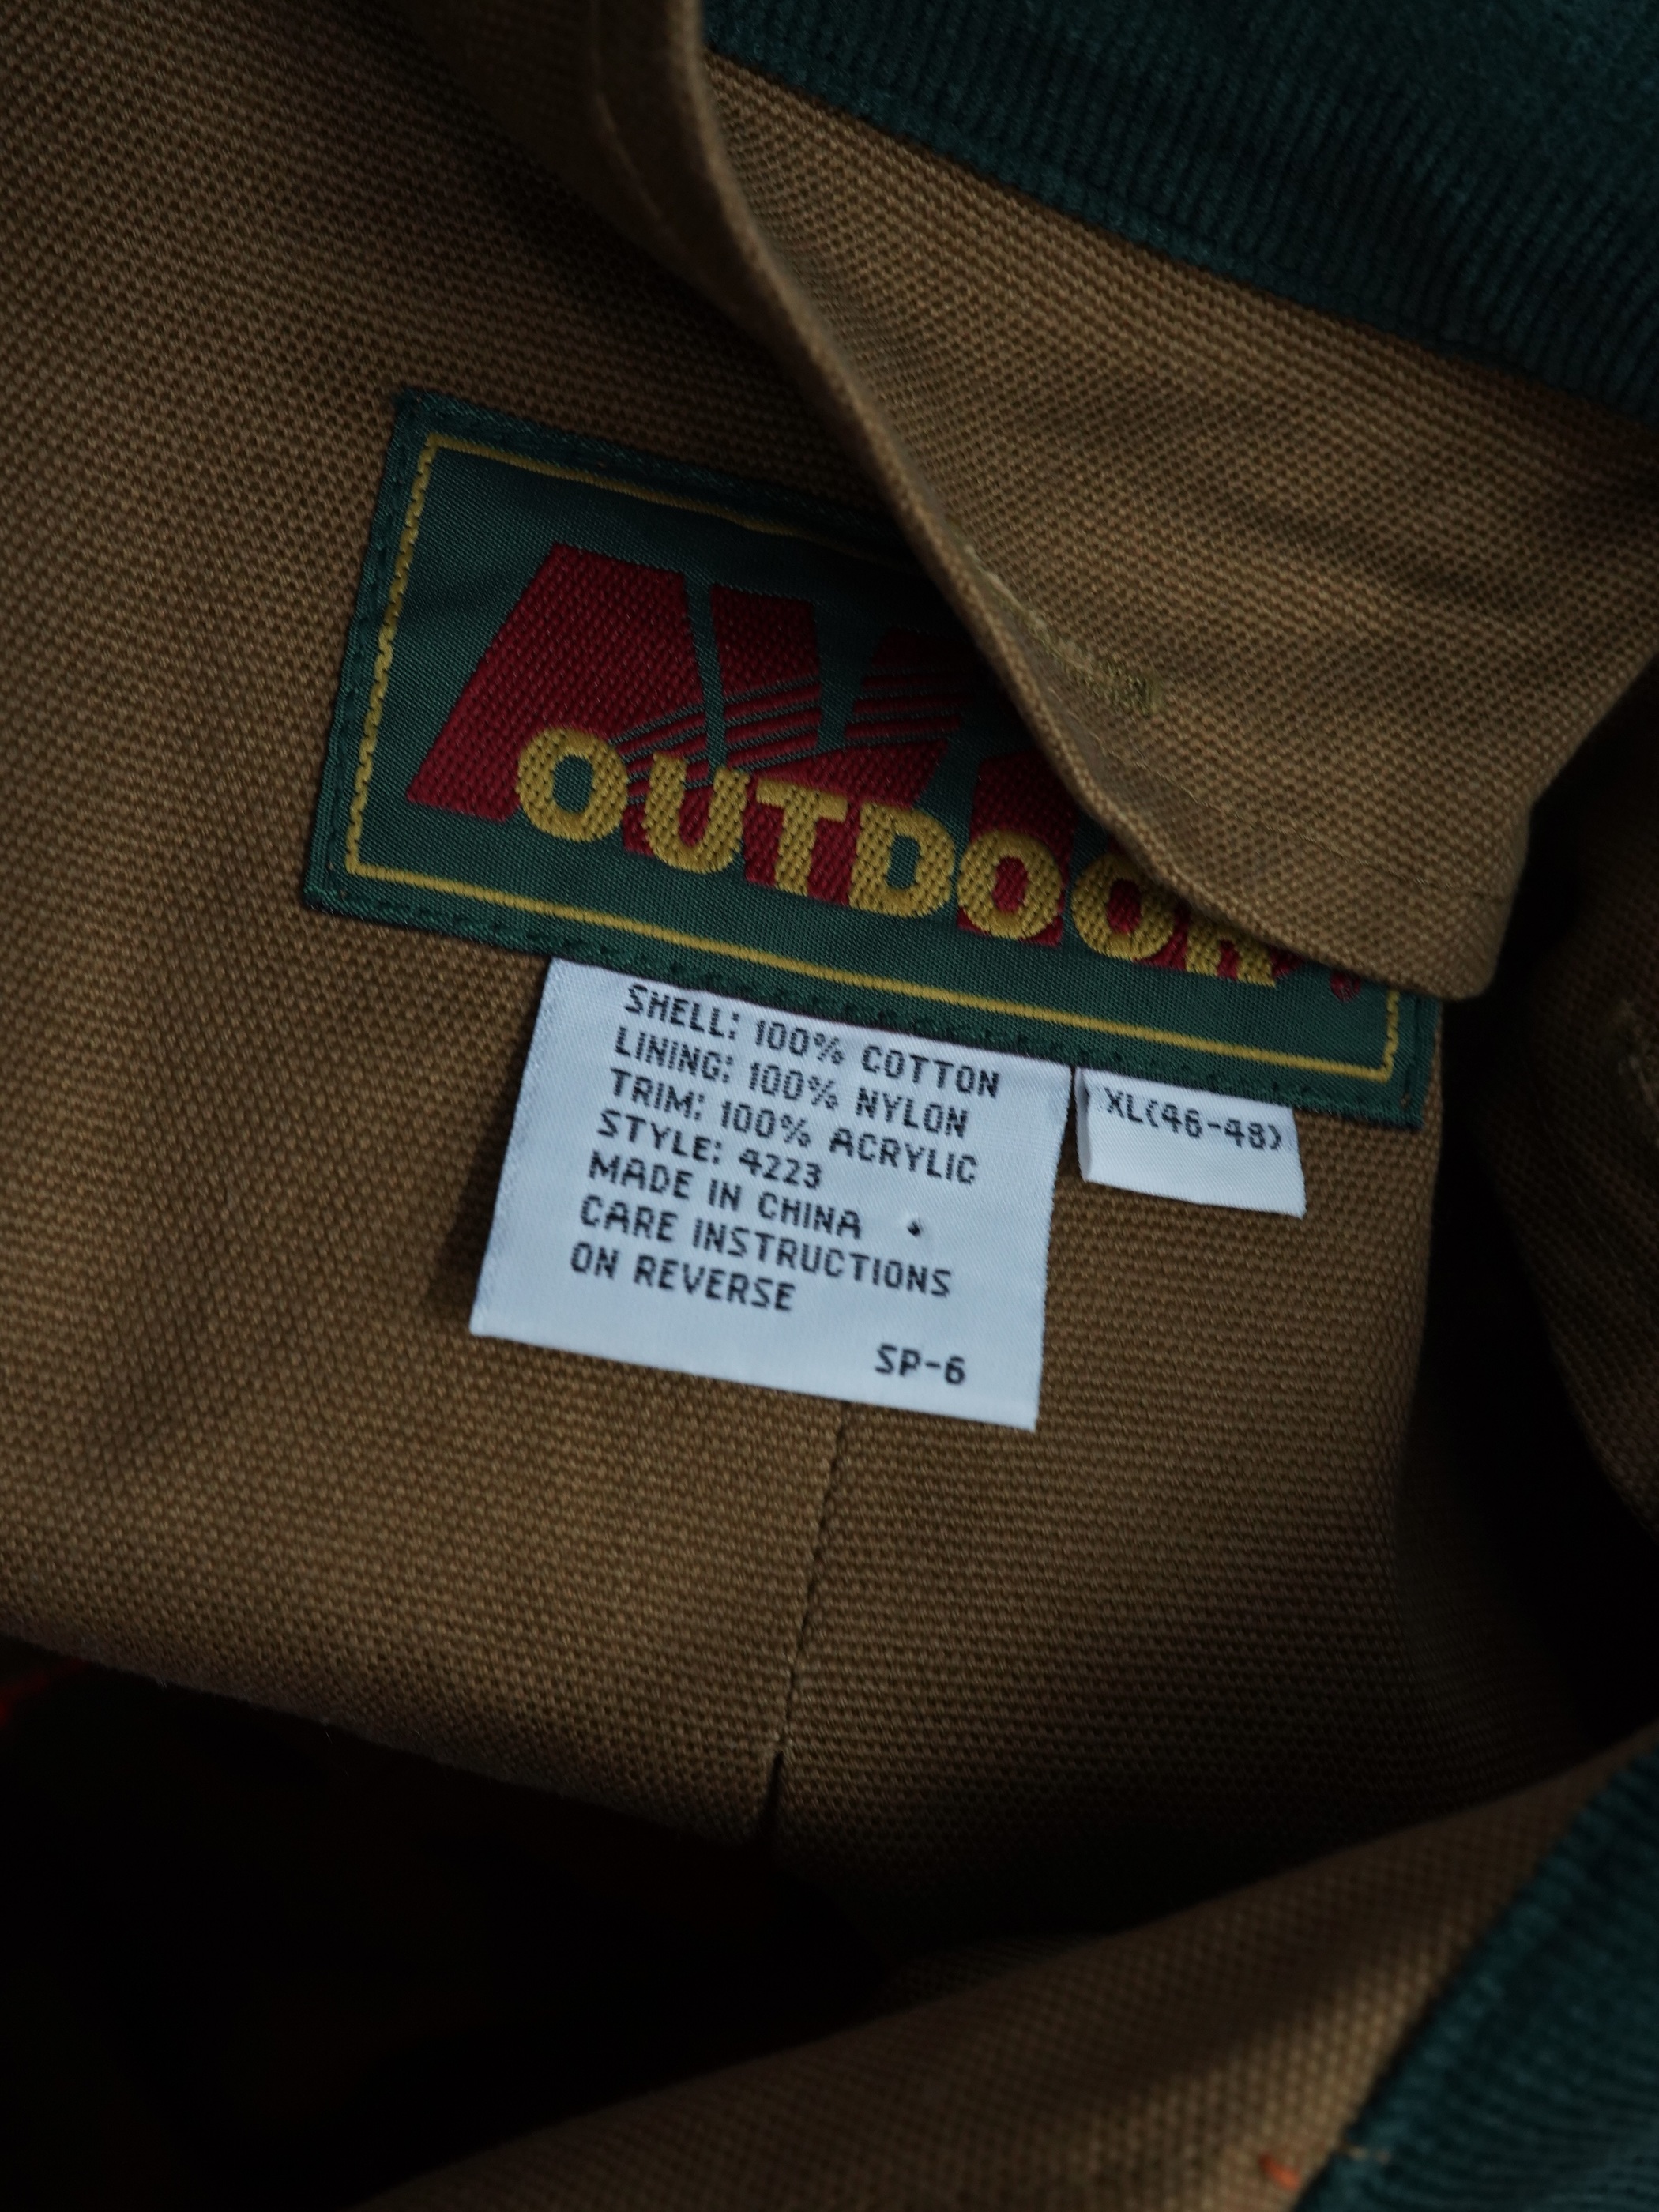 OUTDOOR
SHELL: 100% COTTON
LINING: 100% NYLON
TRIM: 100% ACRYLIC
STYLE: 4223
MADE IN CHINA
CARE INSTRUCTIONS
ON REVERSE
SP-6
XL(46-48)